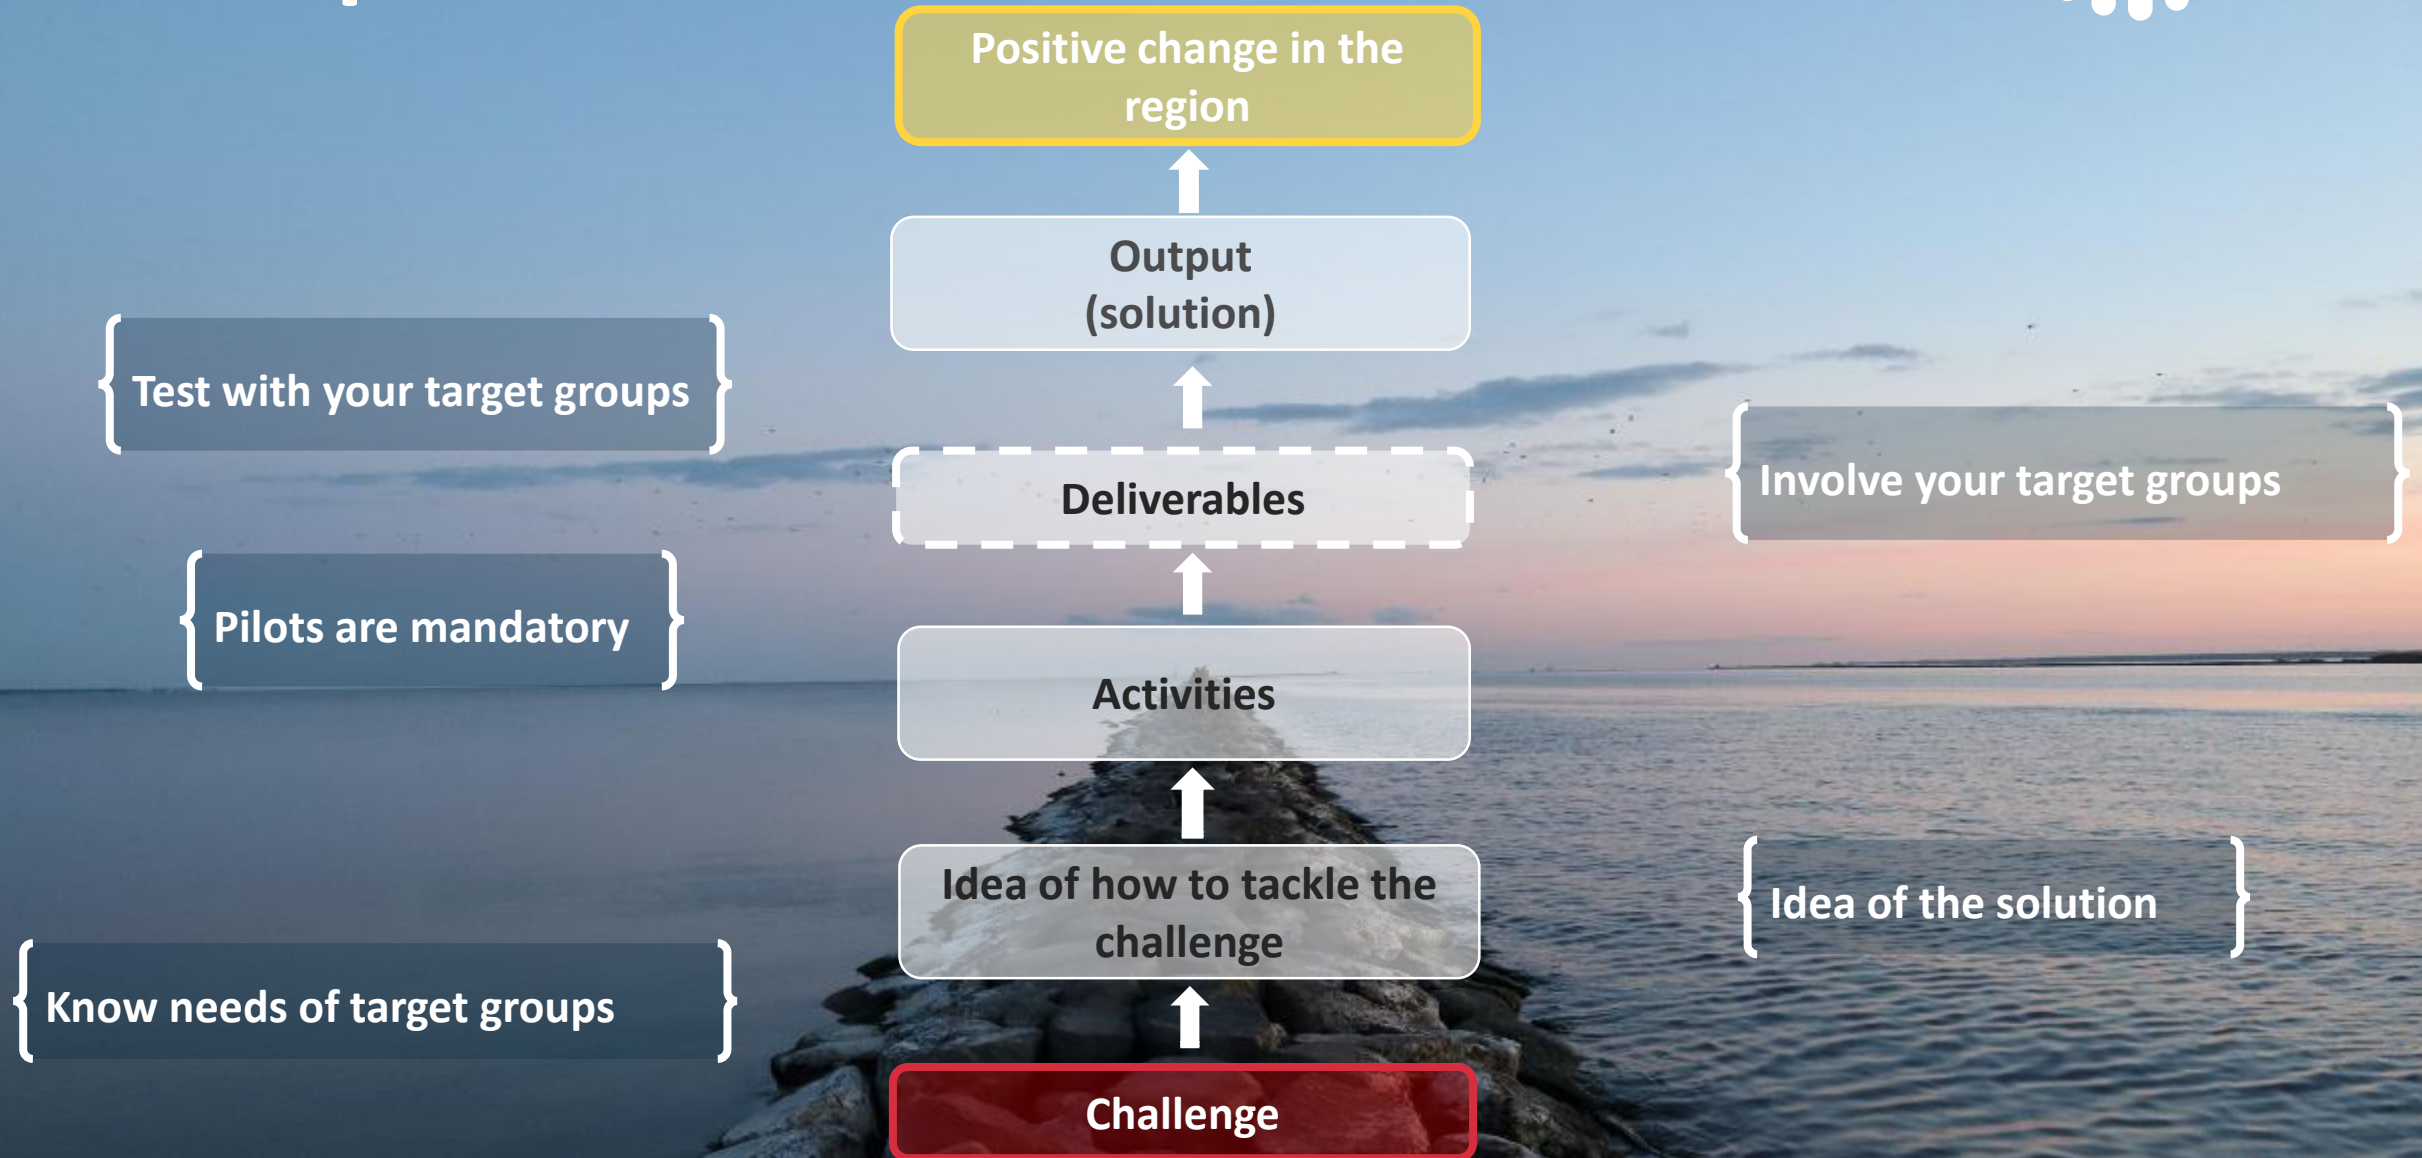 Positive change in the
region
Output
(solution)
Test with your target groups
Involve your target groups
Deliverables
Pilots are mandatory
Activities
Idea of how to tackle the
challenge
Idea of the solution
Know needs of target groups
Challenge